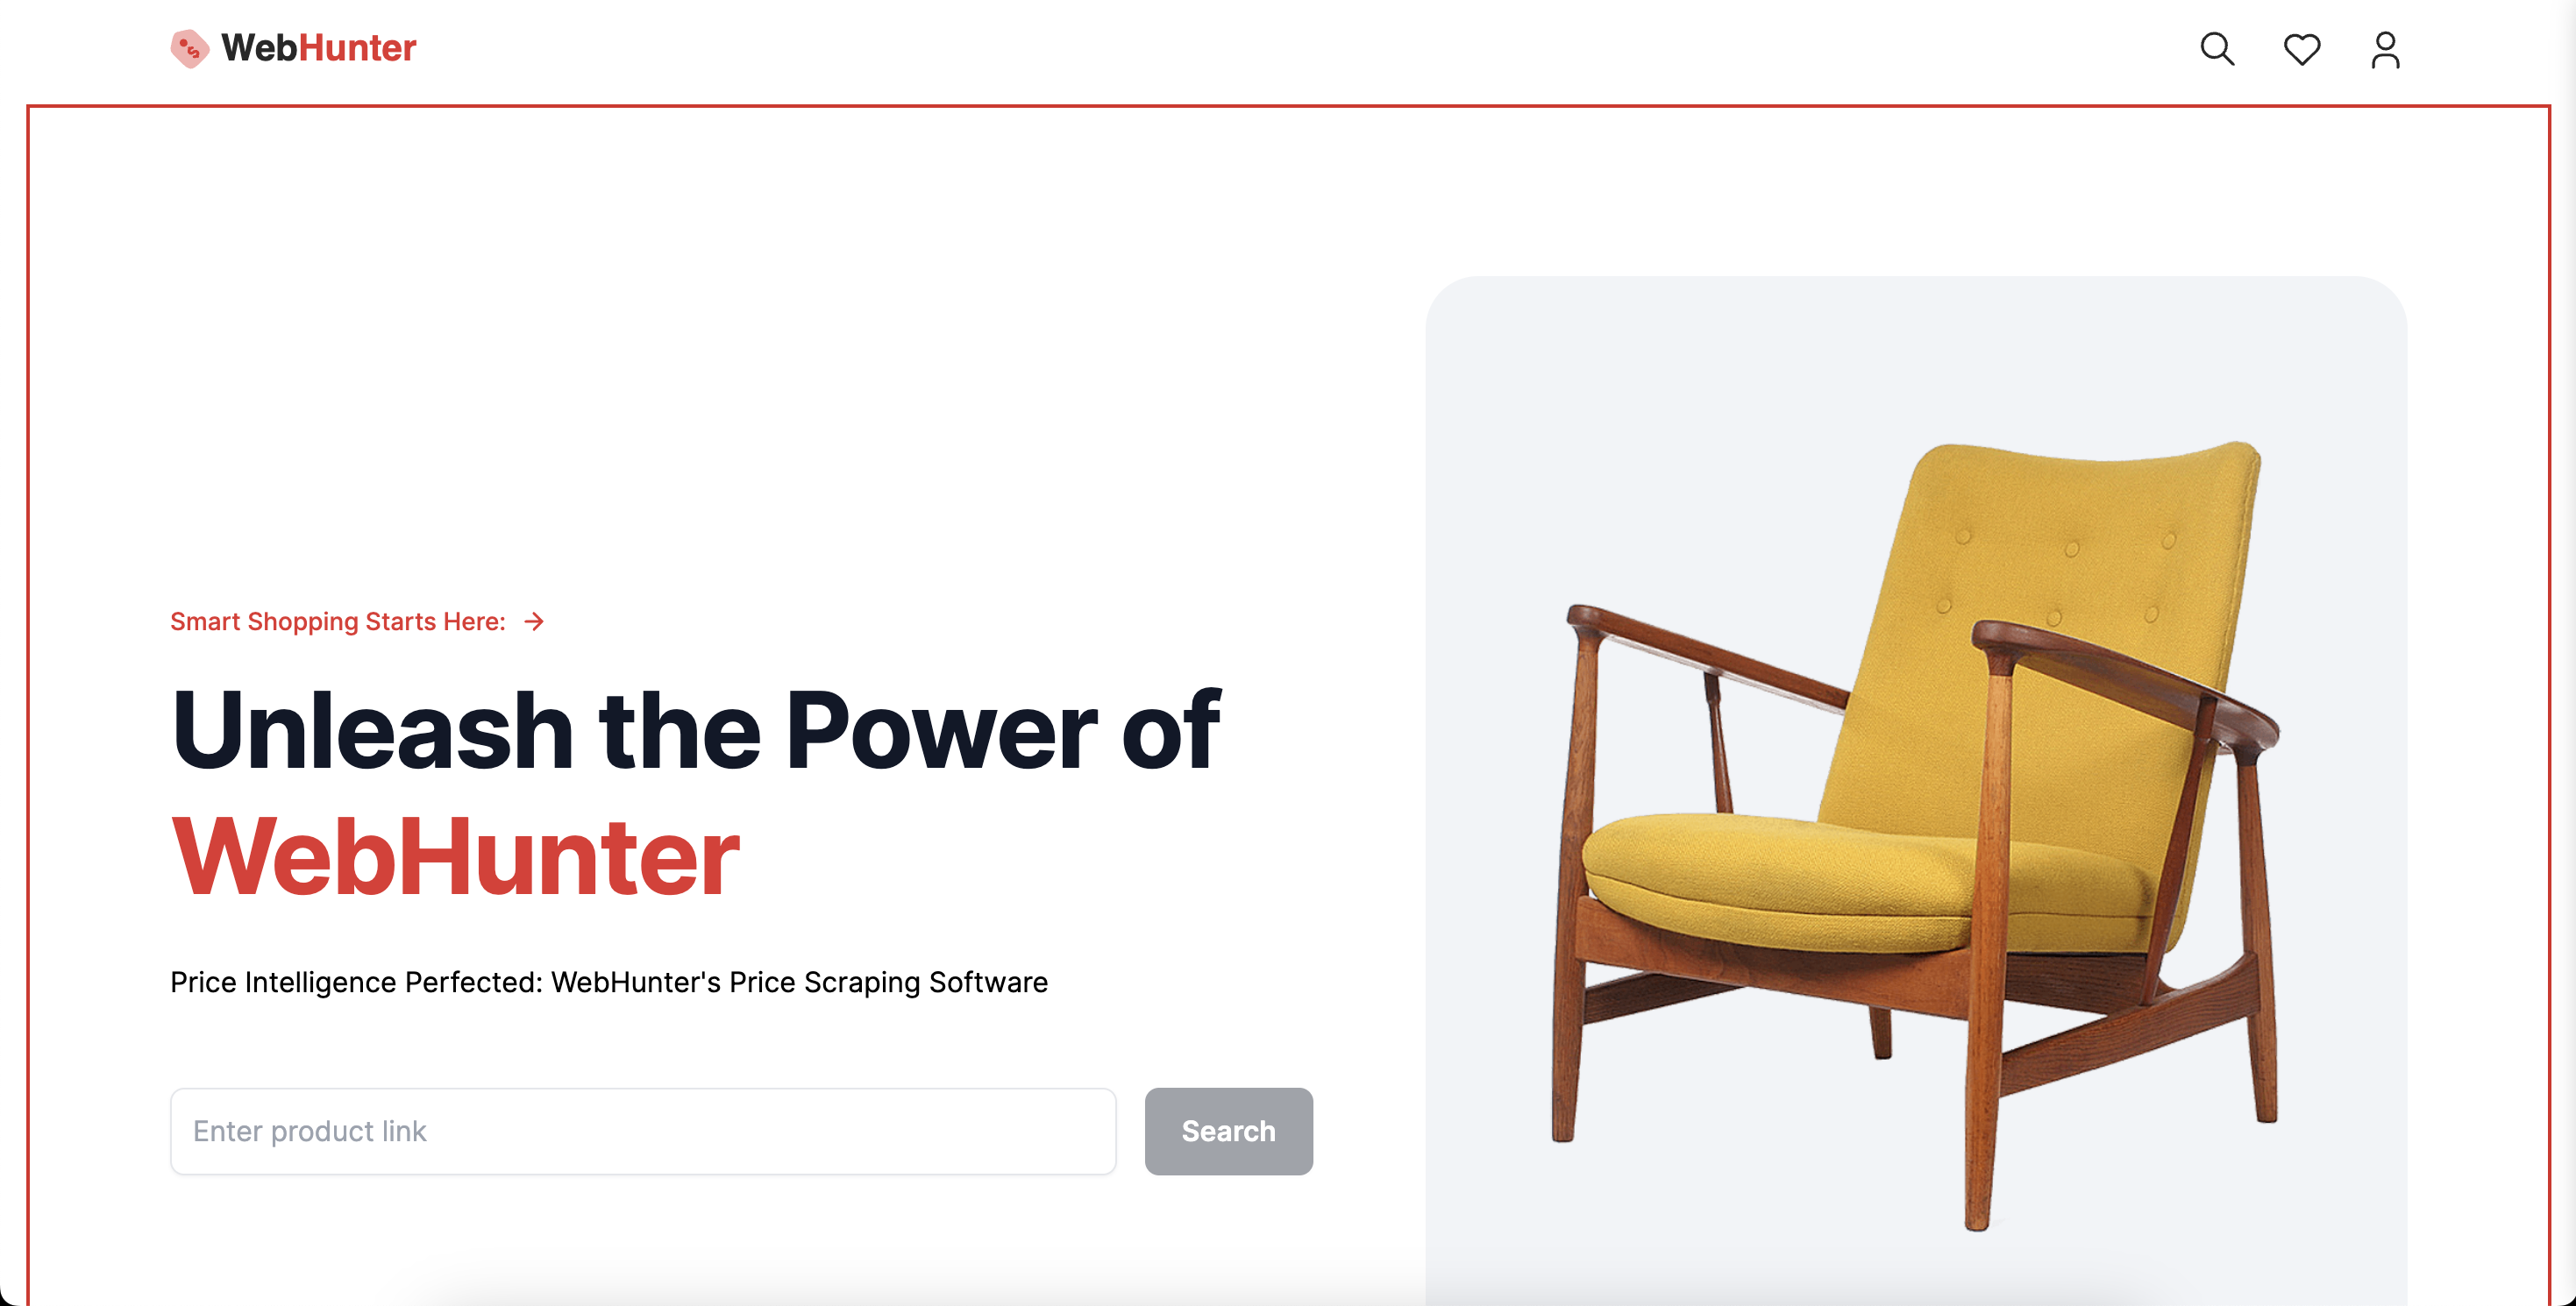 WebHunter
Smart Shopping Starts Here:
Unleash the Power of
WebHunter
Price Intelligence Perfected: WebHunter's Price Scraping Software
Enter product link
Search